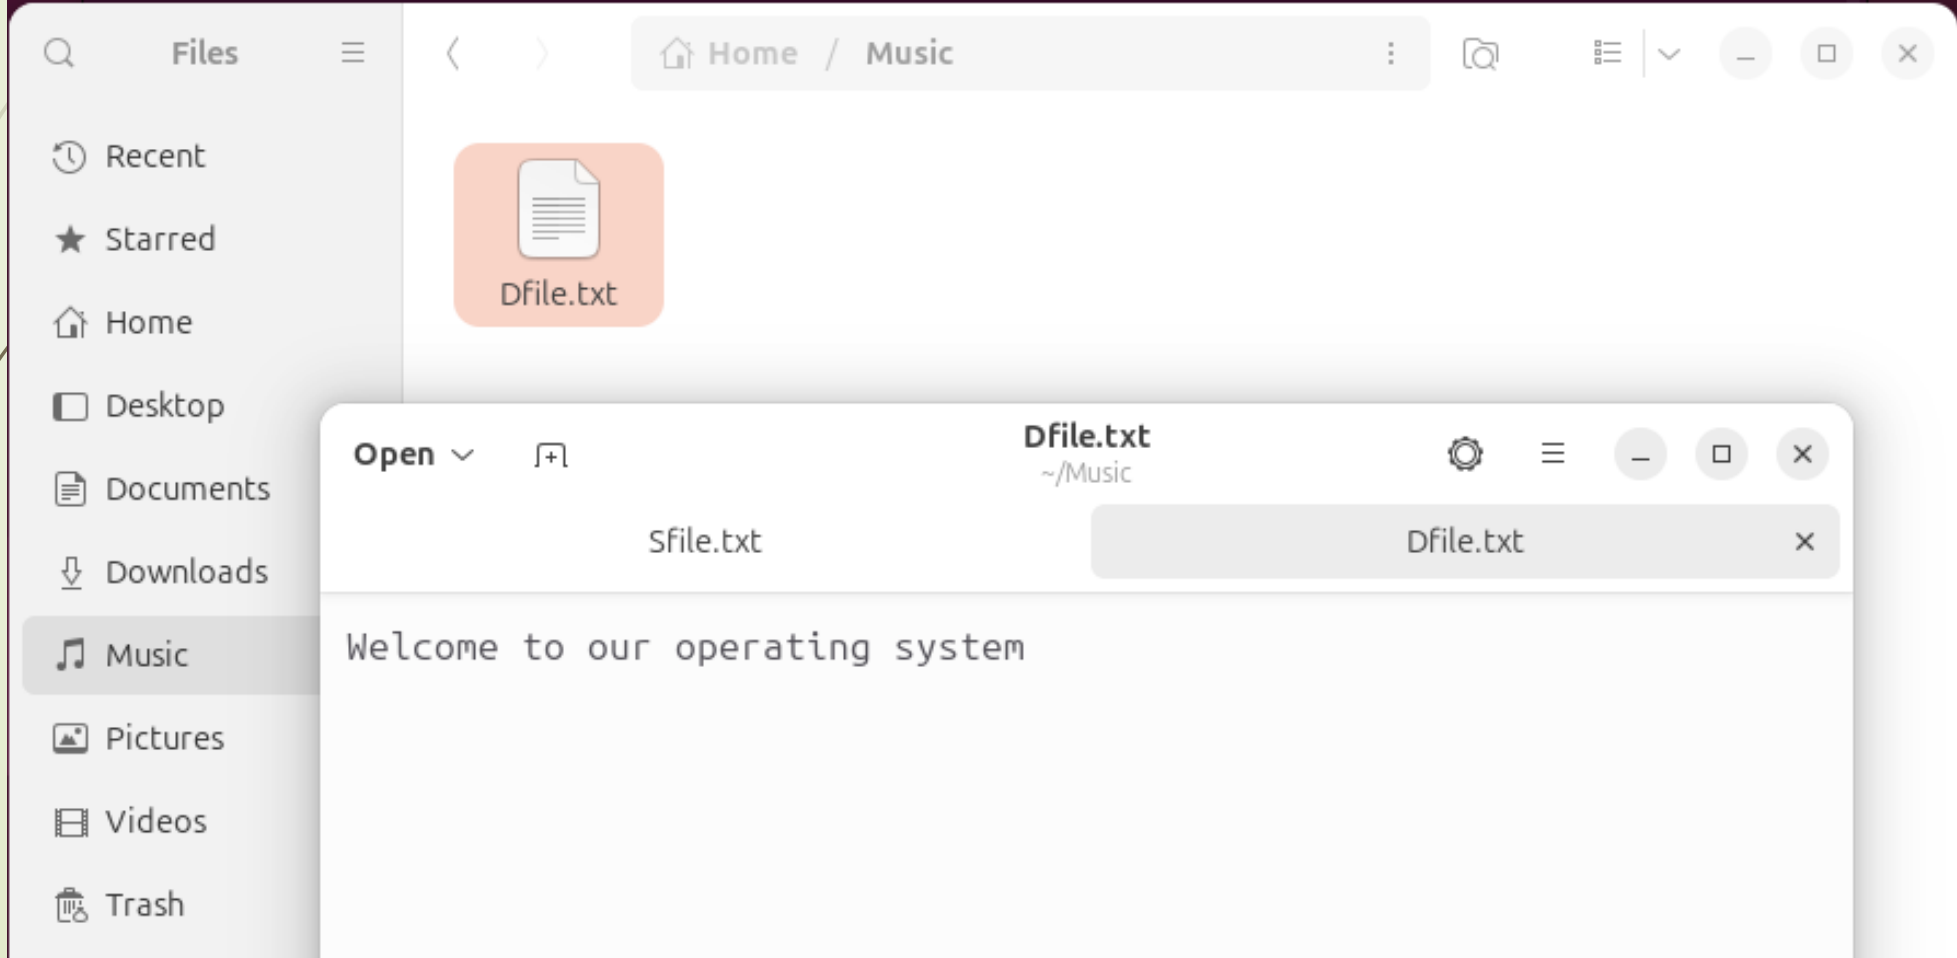 Files
Home / Music
Recent
Starred
Home
Desktop
Documents
Downloads
Music
Pictures
Videos
Trash
Dfile.txt
Open
Dfile.txt
~/Music
Sfile.txt
Dfile.txt
Welcome to our operating system